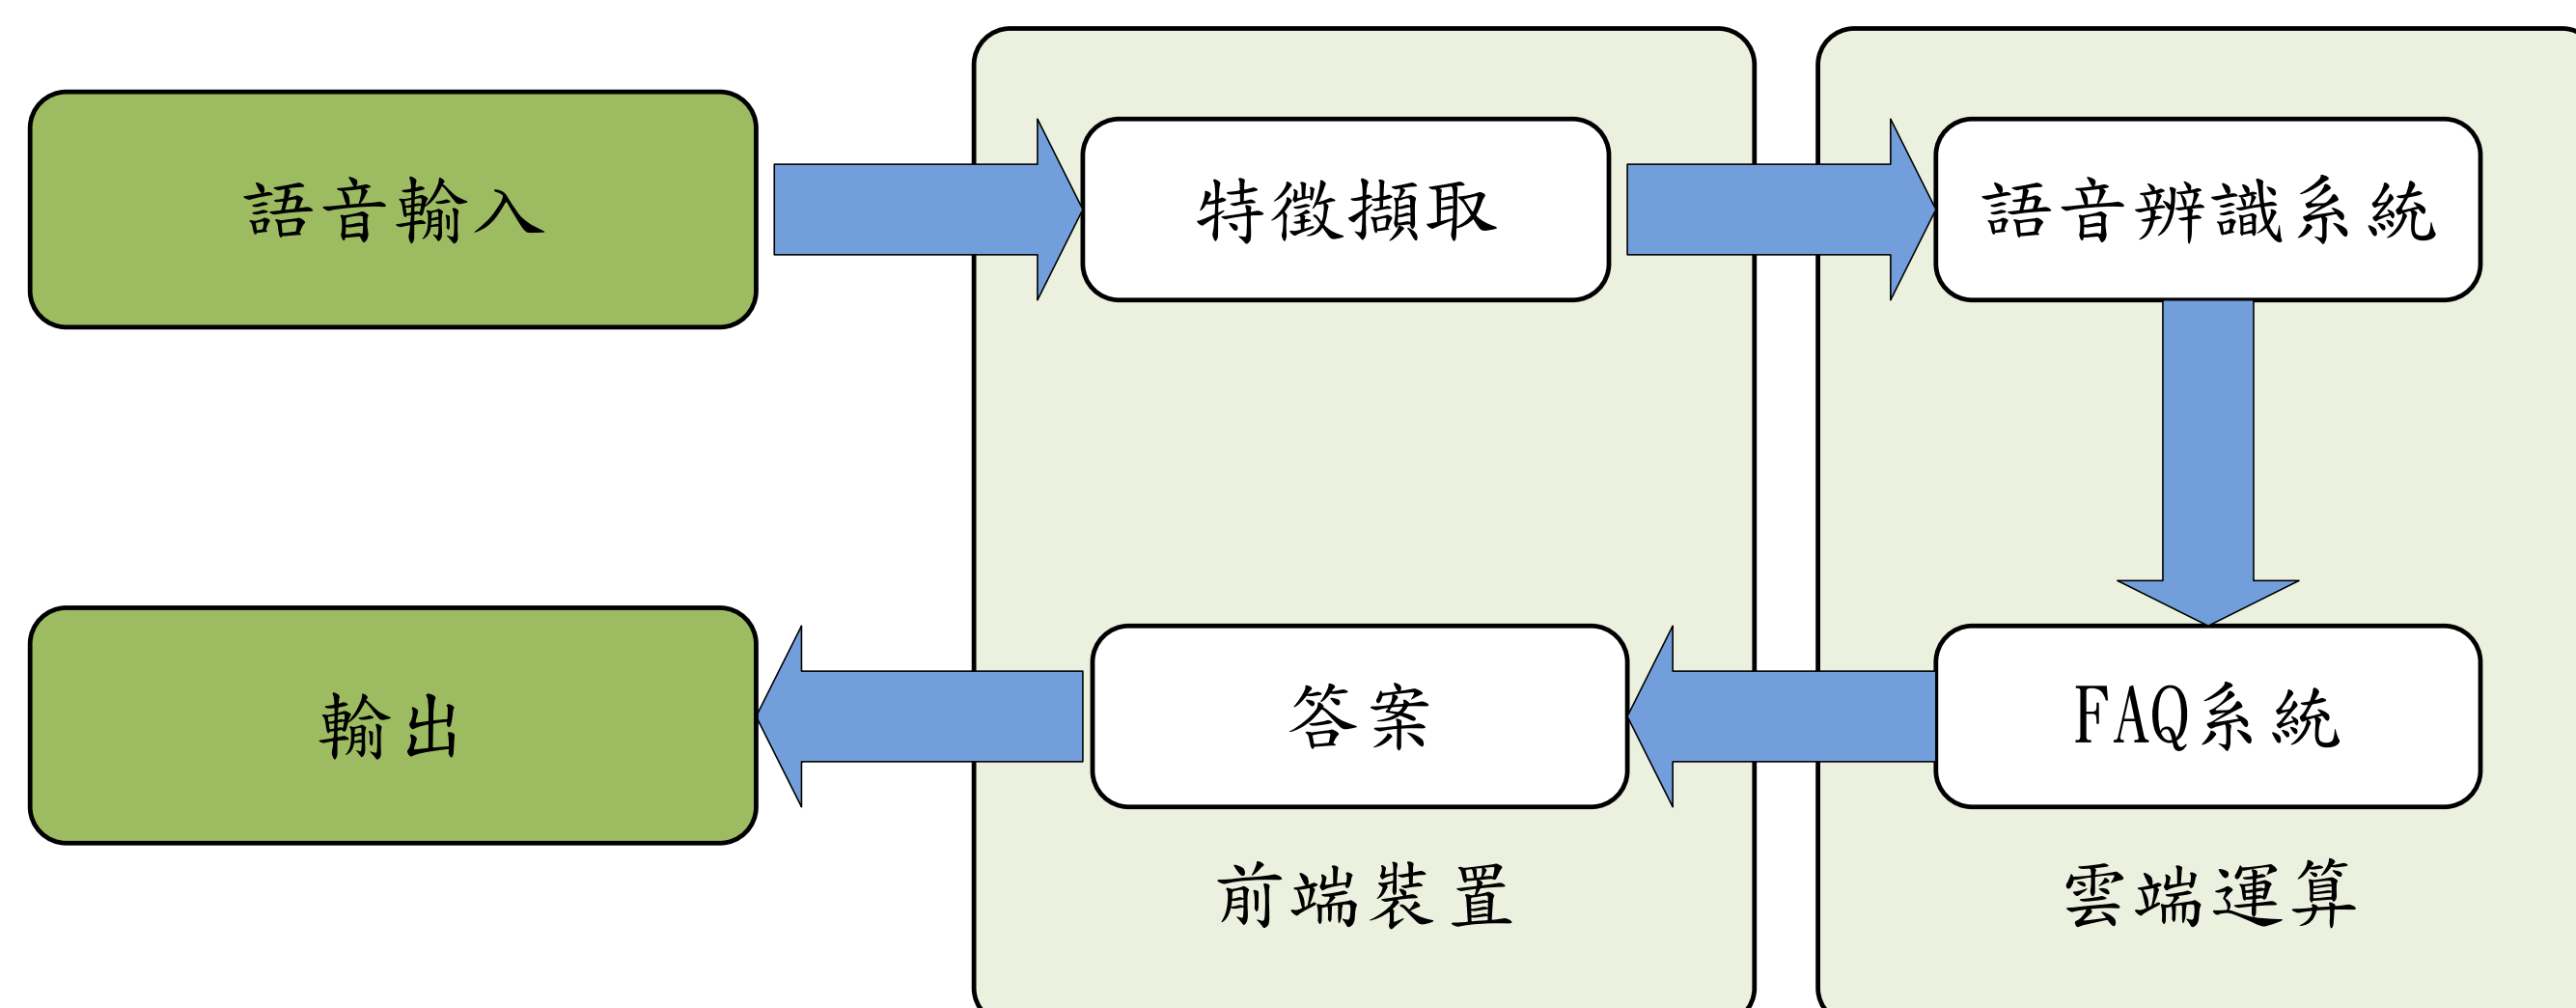 語音輸入
特徵擷取
語音辨識系統
輸出
答案
FAQ系統
前端裝置
雲端運算